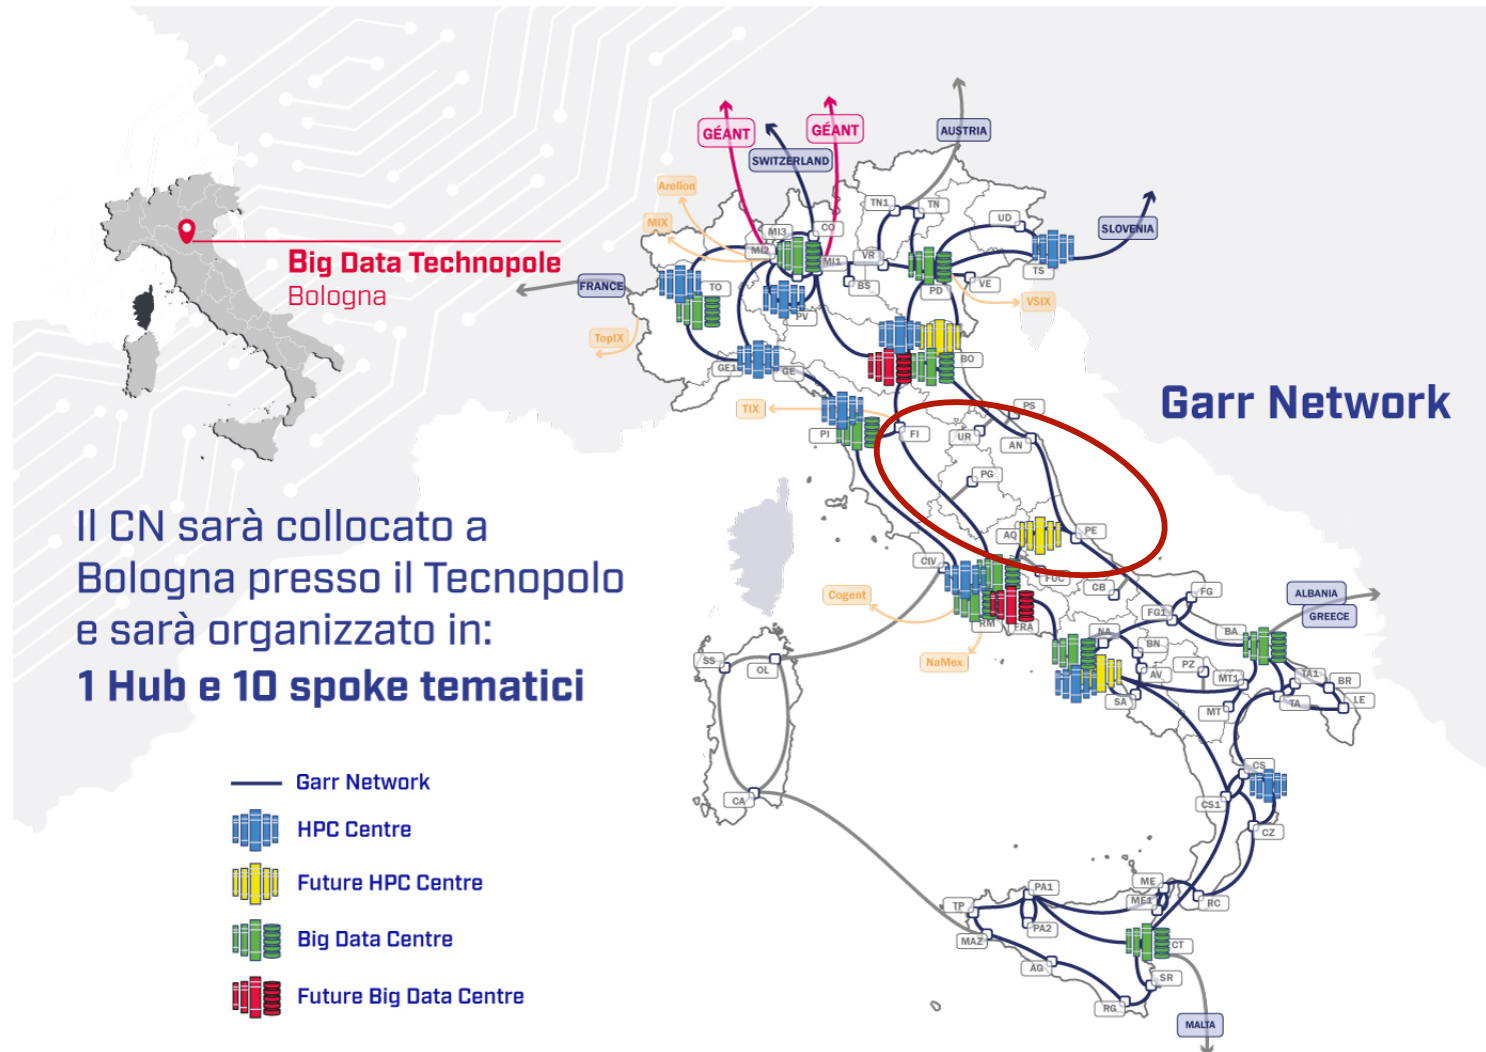 GÉANT
GÉANT
AUSTRIA
SWITZERLAND
Arelion
MIX
MI3
CO
TN1
TN
UD
SLOVENIA
MI2
MI1
VR
BS
PD
VE
TS
VSIX
Big Data Technopole
Bologna
FRANCE
TO
PV
TopIX
GE1
GE
BO
Garr Network
TIX
PI
FI
PS
UR
AN
PG
AQ
PE
Il CN sarà collocato a
Bologna presso il Tecnopolo
e sarà organizzato in:
1 Hub e 10 spoke tematici
CIV
FUC
CB
Cogent
RM
FRA
NaMex
FG
FG1
ALBANIA
GREECE
BA
NA
BN
AV
PZ
MT1
TA1
BR
LE
SA
MT
TA
SS
OL
CA
CS
CS1
CZ
Garr Network
HPC Centre
Future HPC Centre
Big Data Centre
Future Big Data Centre
ME
ME1
RC
PA1
TP
PA2
MAZ
CT
AG
SR
RG
MALTA